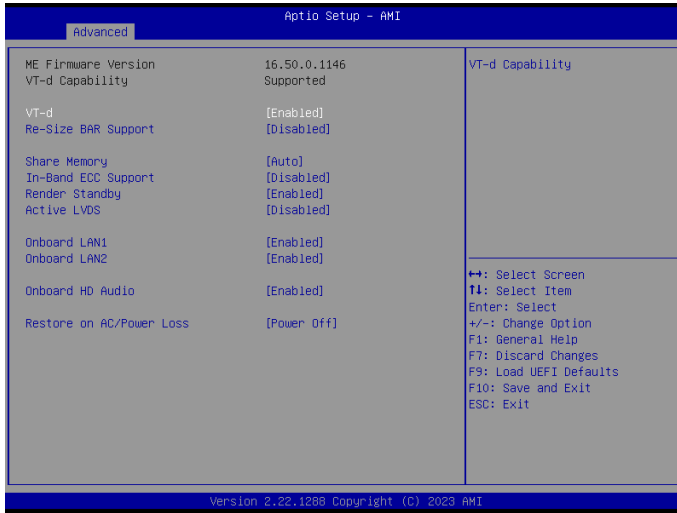 Aptio Setup - AMI
Advanced
ME Firmware Version 16.50.0.1146
VT-d Capability Supported
VT-d [Enabled]
Re-Size BAR Support [Disabled]
Share Memory [Auto]
In-Band ECC Support [Disabled]
Render Standby [Enabled]
Active LVDS [Disabled]
Onboard LAN1 [Enabled]
Onboard LAN2 [Enabled]
Onboard HD Audio [Enabled]
Restore on AC/Power Loss [Power Off]
VT-d Capability
↔: Select Screen
↑↓: Select Item
Enter: Select
+/-: Change Option
F1: General Help
F7: Discard Changes
F9: Load UEFI Defaults
F10: Save and Exit
ESC: Exit
Version 2.22.1288 Copyright (C) 2023 AMI